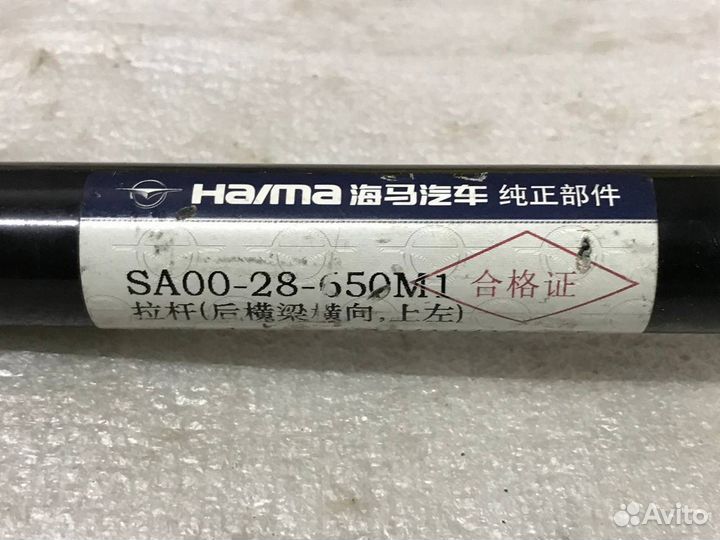 Haima 海马汽车 纯正部件
SA00-28-650M1 合格证
拉杆(后横梁横向,上左)
Avito